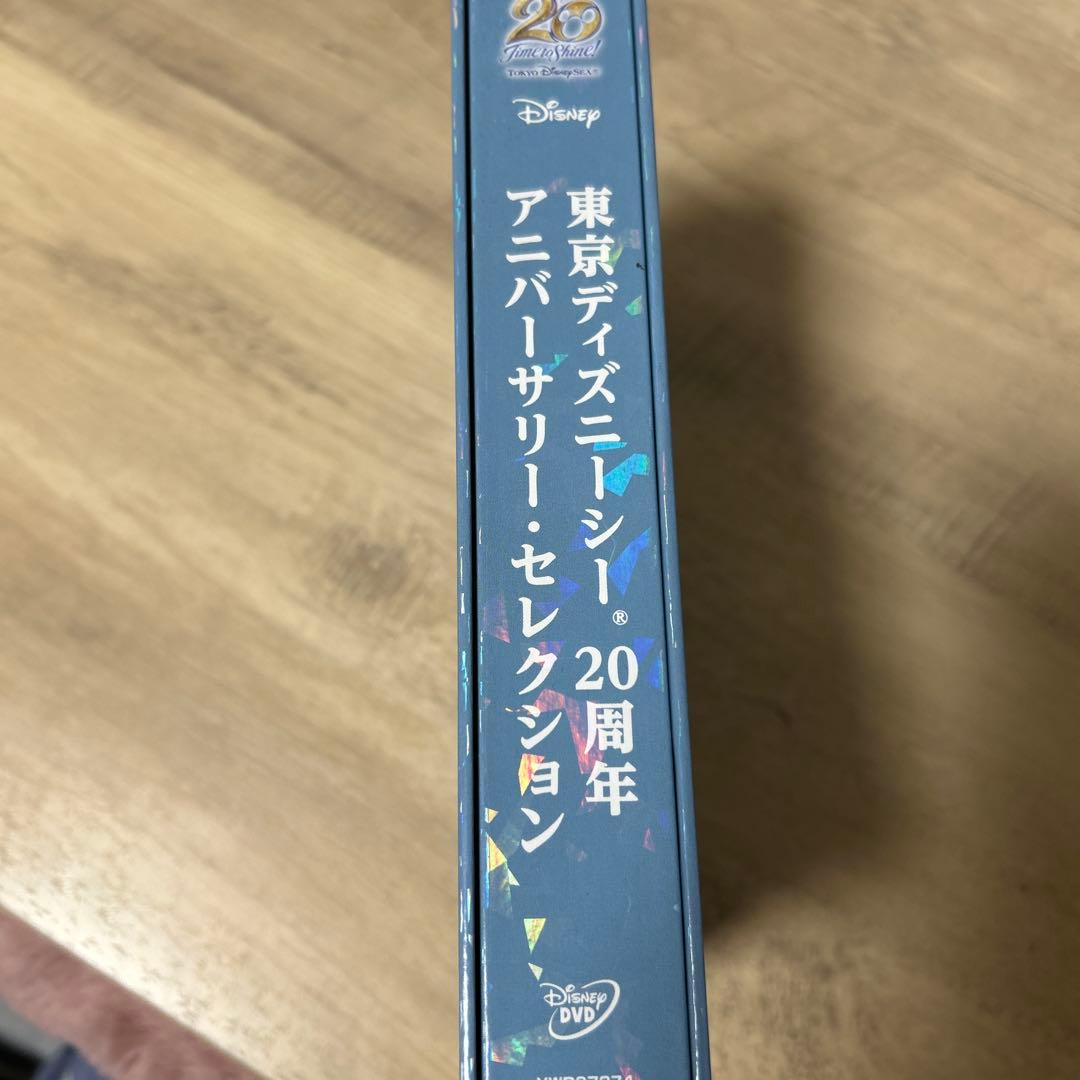 20
Time to Shine!
TOKYO DISNEYSEA
Disney
東京ディズニーシー® 20周年
アニバーサリー・セレクション
Disney
DVD